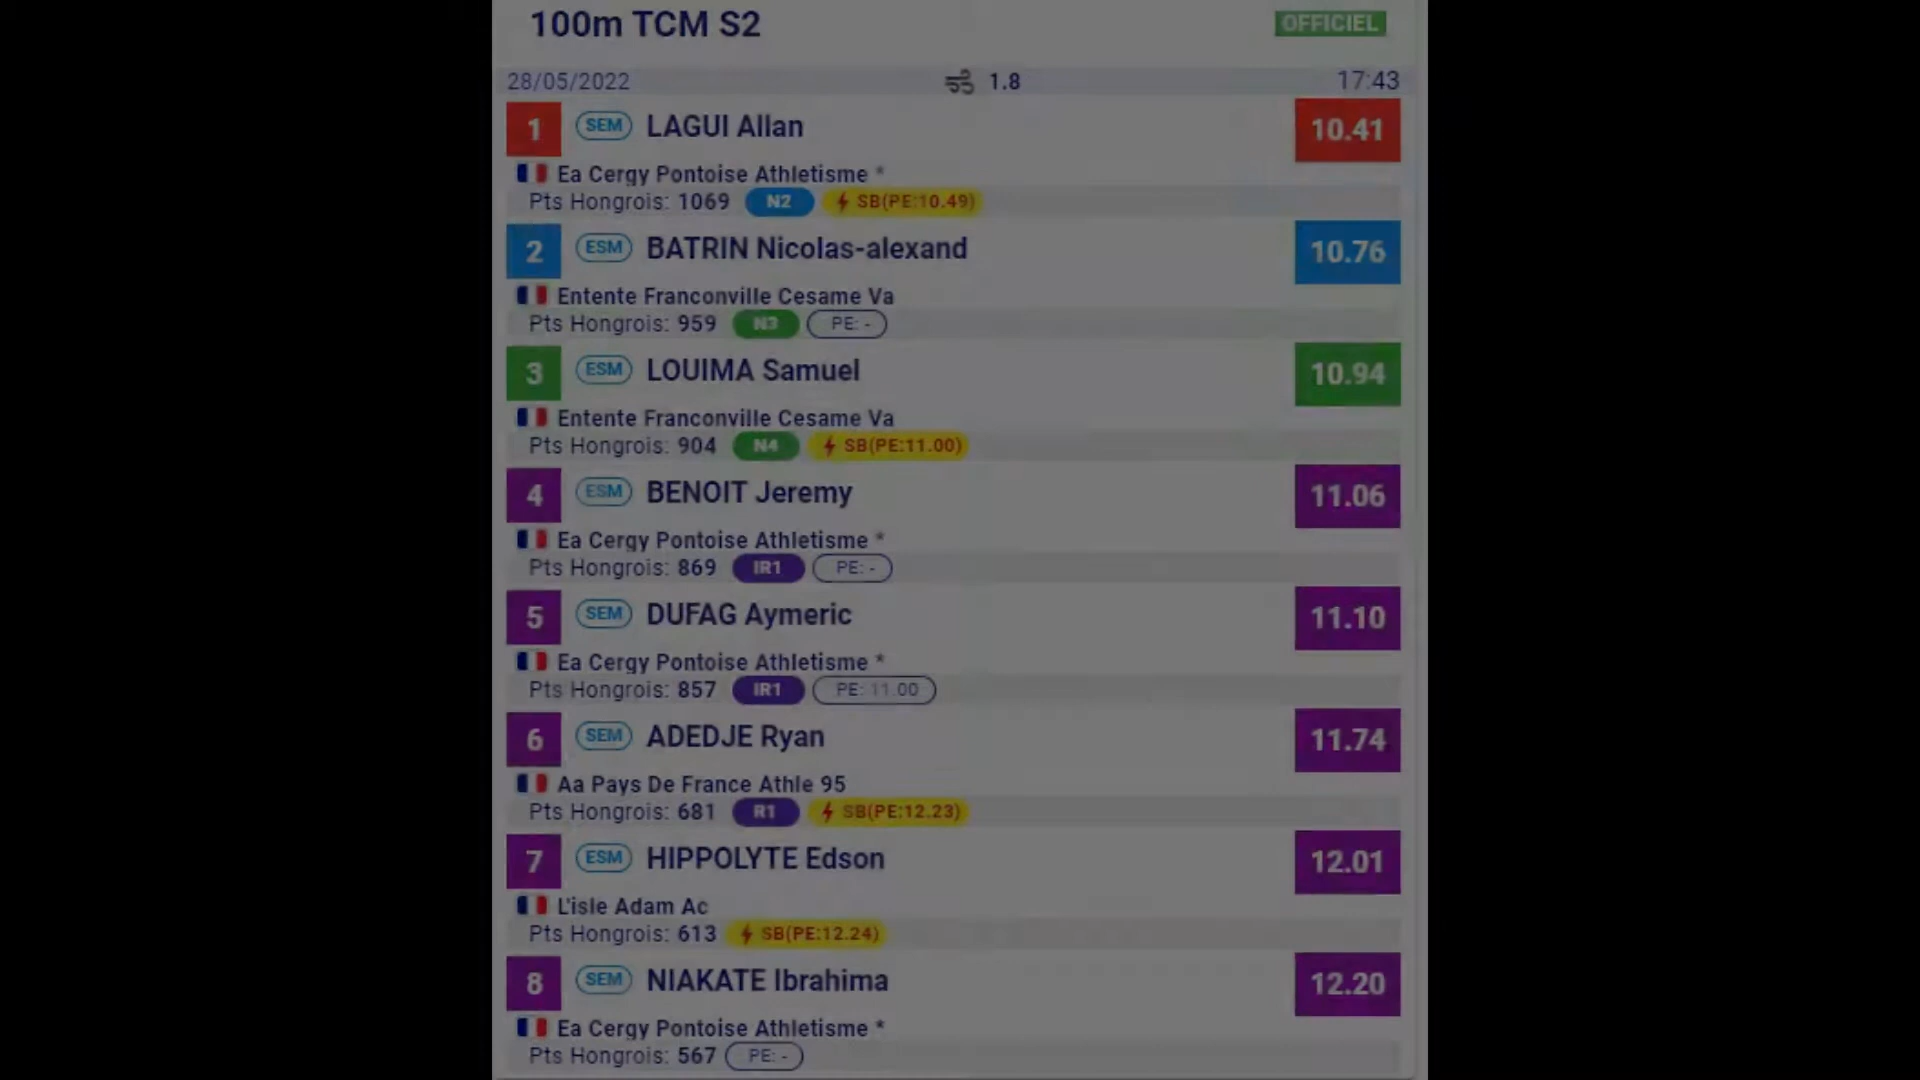 100m TCM S2 OFFICIEL
28/05/2022 1.8 17:43
1 SEM LAGUI Allan 10.41
Ea Cergy Pontoise Athletisme *
Pts Hongrois: 1069 N2 SB(PE:10.49)
2 ESM BATRIN Nicolas-alexand 10.76
Entente Franconville Cesame Va
Pts Hongrois: 959 N3 PE: -
3 ESM LOUIMA Samuel 10.94
Entente Franconville Cesame Va
Pts Hongrois: 904 N4 SB(PE:11.00)
4 ESM BENOIT Jeremy 11.06
Ea Cergy Pontoise Athletisme *
Pts Hongrois: 869 IR1 PE: -
5 SEM DUFAG Aymeric 11.10
Ea Cergy Pontoise Athletisme *
Pts Hongrois: 857 IR1 PE: 11.00
6 SEM ADEDJE Ryan 11.74
Aa Pays De France Athle 95
Pts Hongrois: 681 R1 SB(PE:12.23)
7 ESM HIPPOLYTE Edson 12.01
L'isle Adam Ac
Pts Hongrois: 613 SB(PE:12.24)
8 SEM NIAKATE Ibrahima 12.20
Ea Cergy Pontoise Athletisme *
Pts Hongrois: 567 PE: -